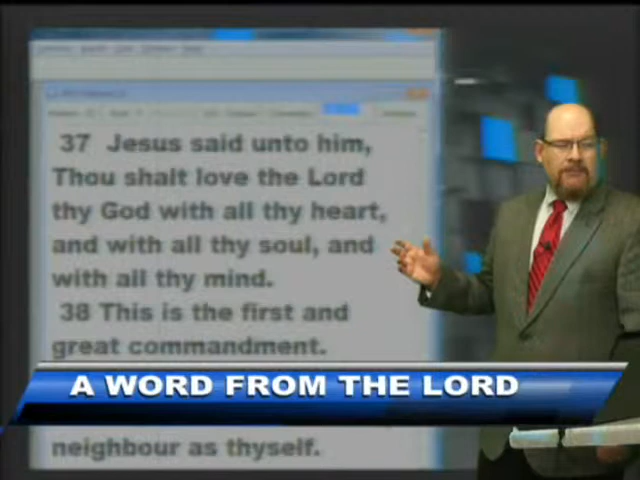 37 Jesus said unto him,
Thou shalt love the Lord
thy God with all thy heart,
and with all thy soul, and
with all thy mind.
38 This is the first and
great commandment.
A WORD FROM THE LORD
neighbour as thyself.